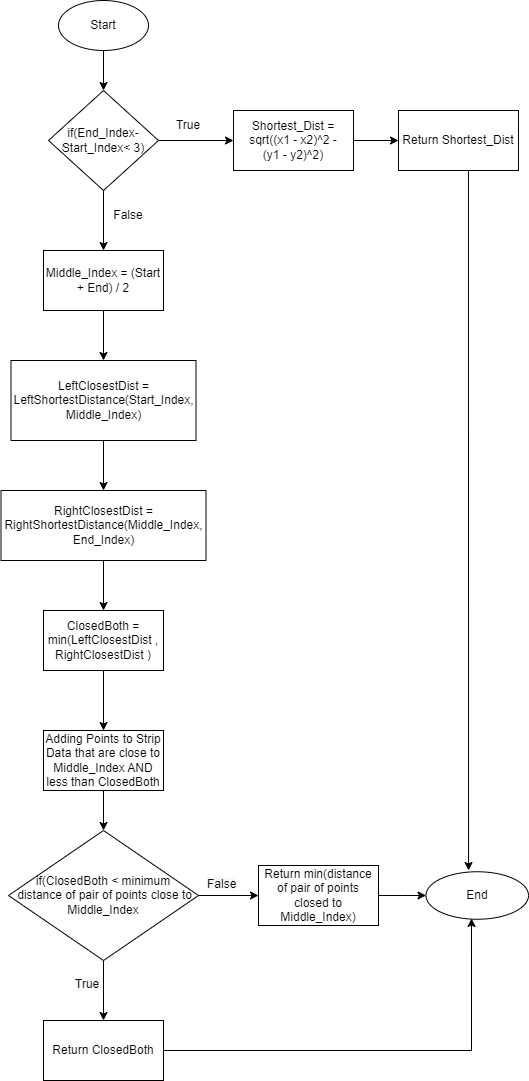 Start
if(End_Index-
Start_Index< 3)
True
Shortest_Dist =
sqrt((x1 - x2)^2 -
(y1 - y2)^2)
Return Shortest_Dist
False
Middle_Index = (Start
+ End) / 2
LeftClosestDist =
LeftShortestDistance(Start_Index,
Middle_Index)
RightClosestDist =
RightShortestDistance(Middle_Index,
End_Index)
ClosedBoth =
min(LeftClosestDist ,
RightClosestDist )
Adding Points to Strip
Data that are close to
Middle_Index AND
less than ClosedBoth
if(ClosedBoth < minimum
distance of pair of points close to
Middle_Index
False
Return min(distance
of pair of points
closed to
Middle_Index)
End
True
Return ClosedBoth